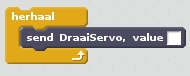 herhaal
send DraaiServo, value